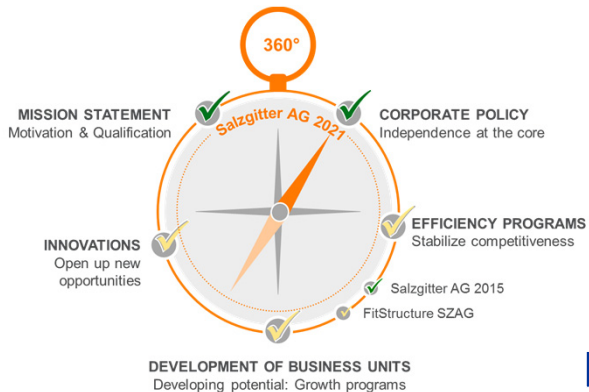 360°
Salzgitter AG 2021
MISSION STATEMENT
Motivation & Qualification
CORPORATE POLICY
Independence at the core
EFFICIENCY PROGRAMS
Stabilize competitiveness
INNOVATIONS
Open up new
opportunities
Salzgitter AG 2015
FitStructure SZAG
DEVELOPMENT OF BUSINESS UNITS
Developing potential: Growth programs